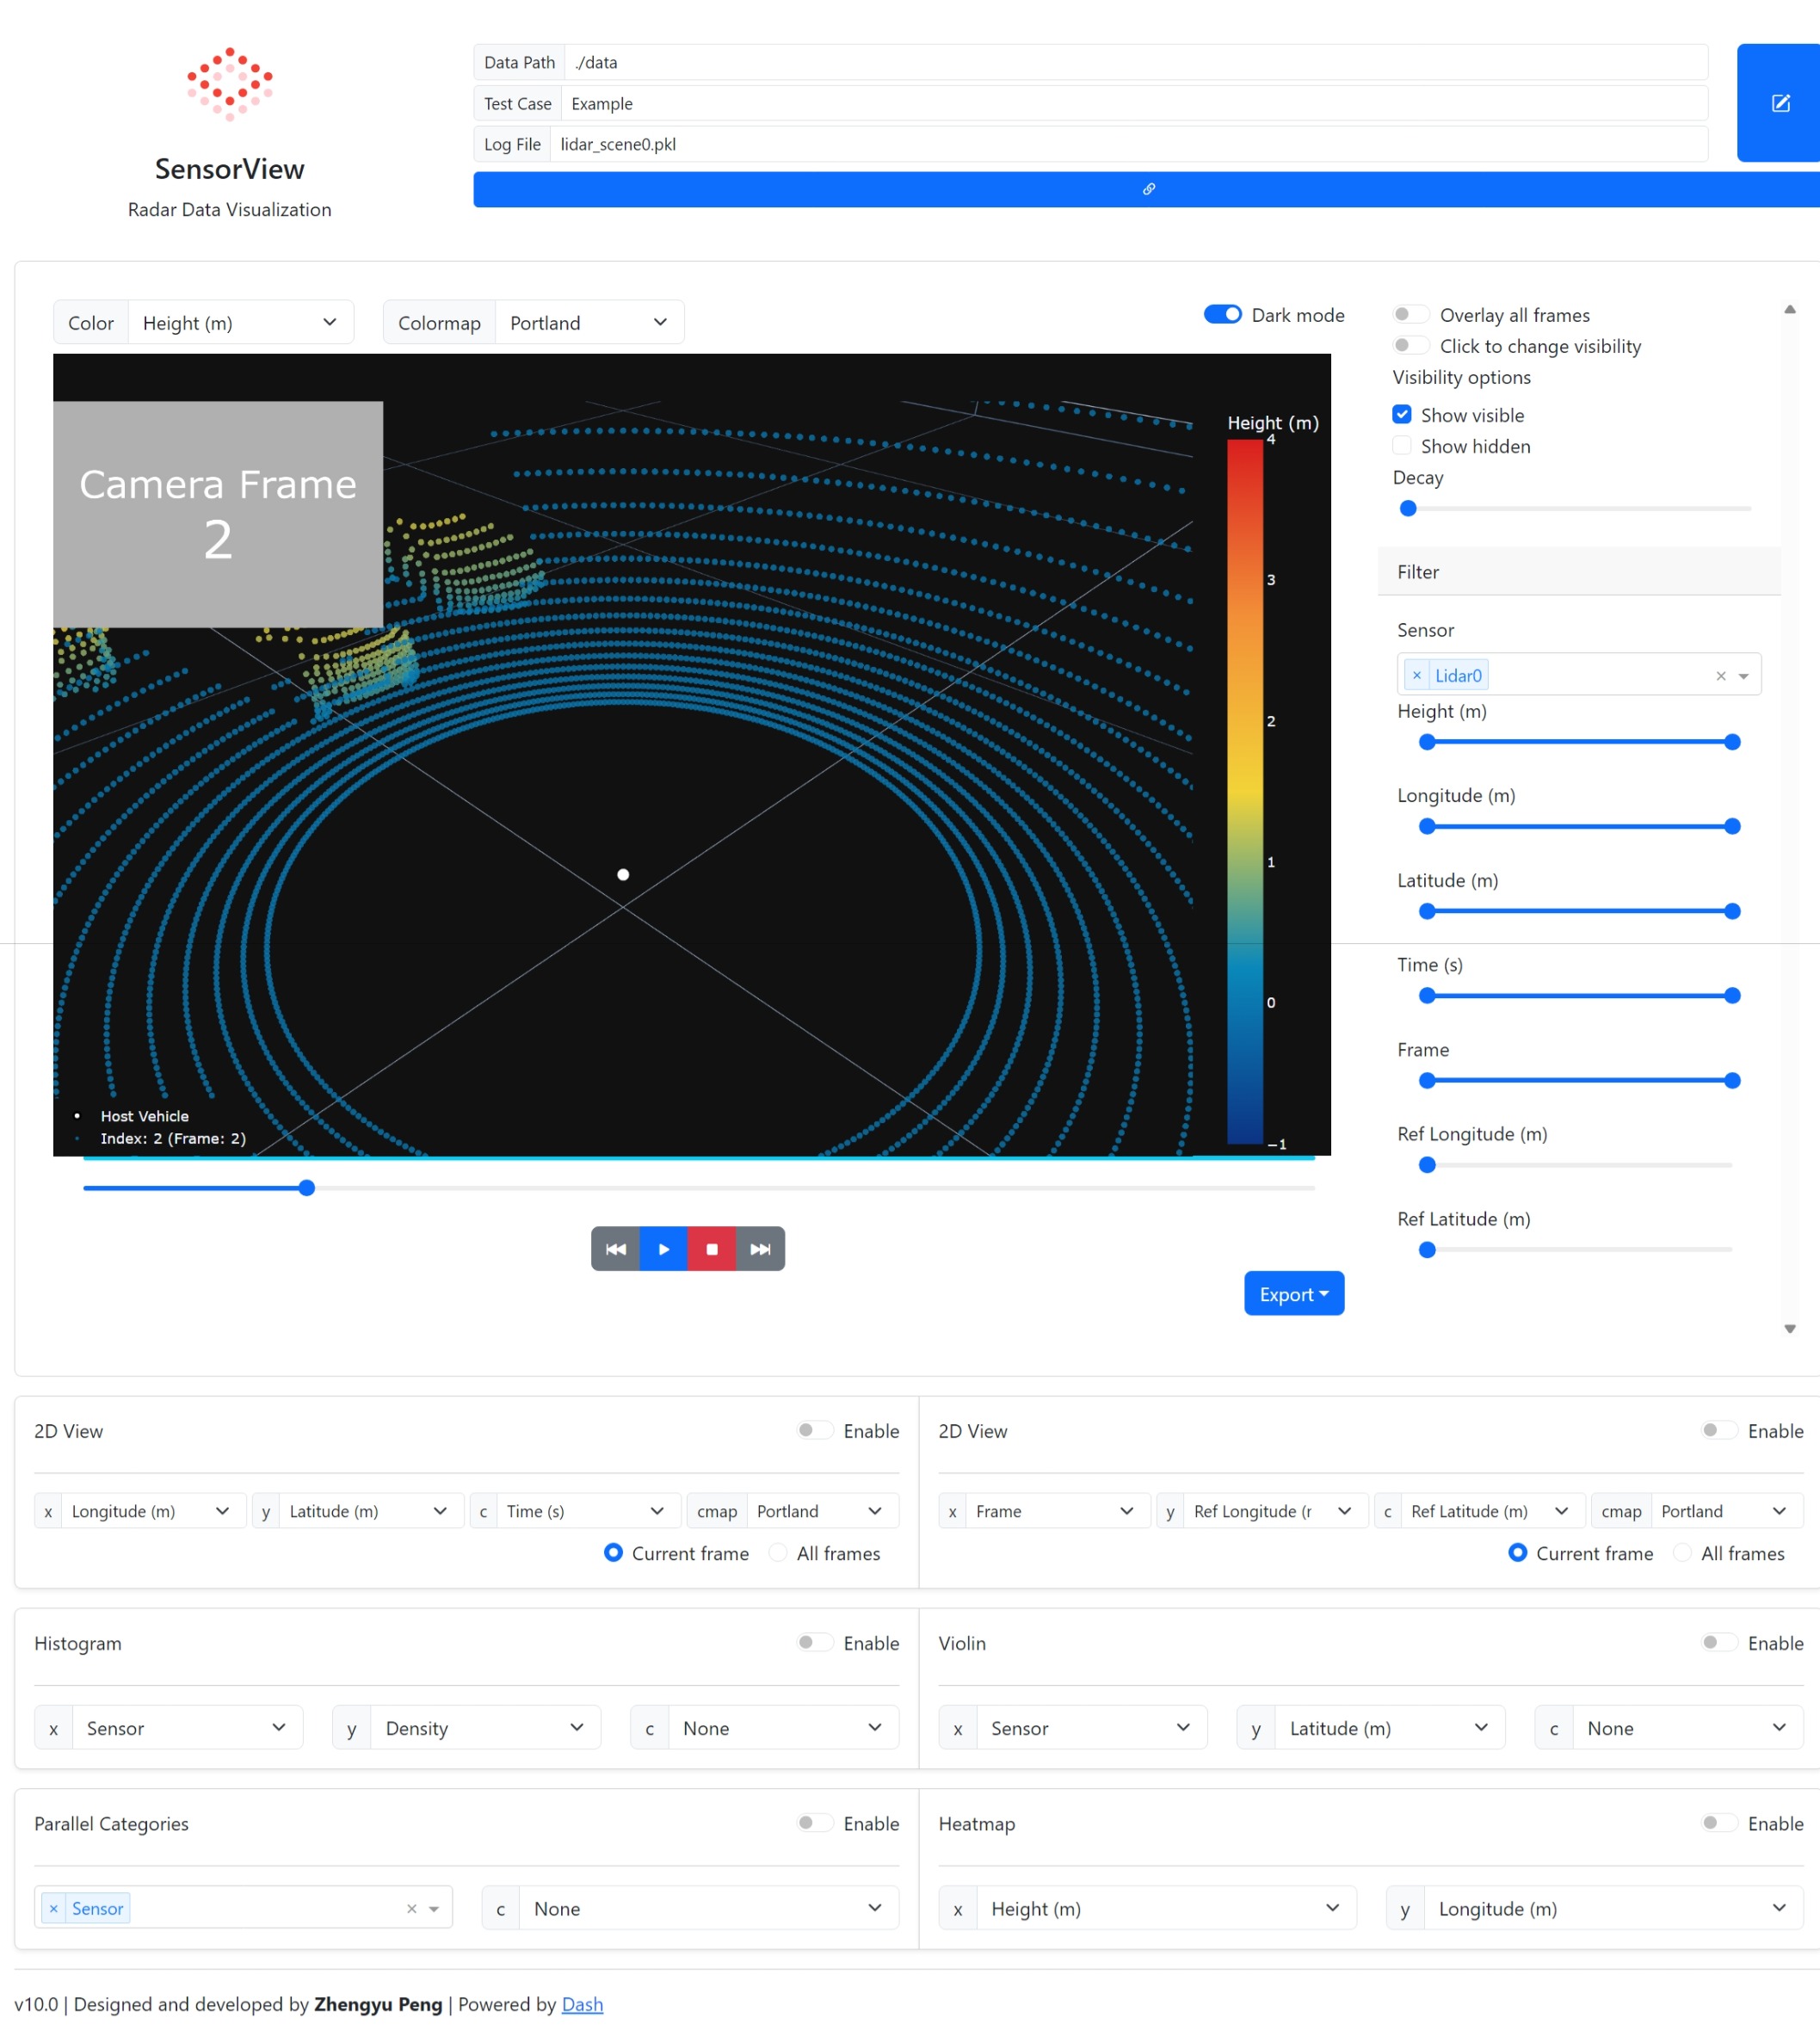 SensorView
Radar Data Visualization
Data Path ./data
Test Case Example
Log File lidar_scene0.pkl
Color Height (m)
Colormap Portland
Dark mode
Camera Frame
2
Height (m)
4
3
2
1
0
−1
Host Vehicle
Index: 2 (Frame: 2)
Export
Overlay all frames
Click to change visibility
Visibility options
Show visible
Show hidden
Decay
Filter
Sensor
× Lidar0 ×
Height (m)
Longitude (m)
Latitude (m)
Time (s)
Frame
Ref Longitude (m)
Ref Latitude (m)
2D View Enable
x Longitude (m) y Latitude (m) c Time (s) cmap Portland
Current frame All frames
2D View Enable
x Frame y Ref Longitude (r c Ref Latitude (m) cmap Portland
Current frame All frames
Histogram Enable
x Sensor y Density c None
Violin Enable
x Sensor y Latitude (m) c None
Parallel Categories Enable
× Sensor × c None
Heatmap Enable
x Height (m) y Longitude (m)
v10.0 | Designed and developed by Zhengyu Peng | Powered by Dash